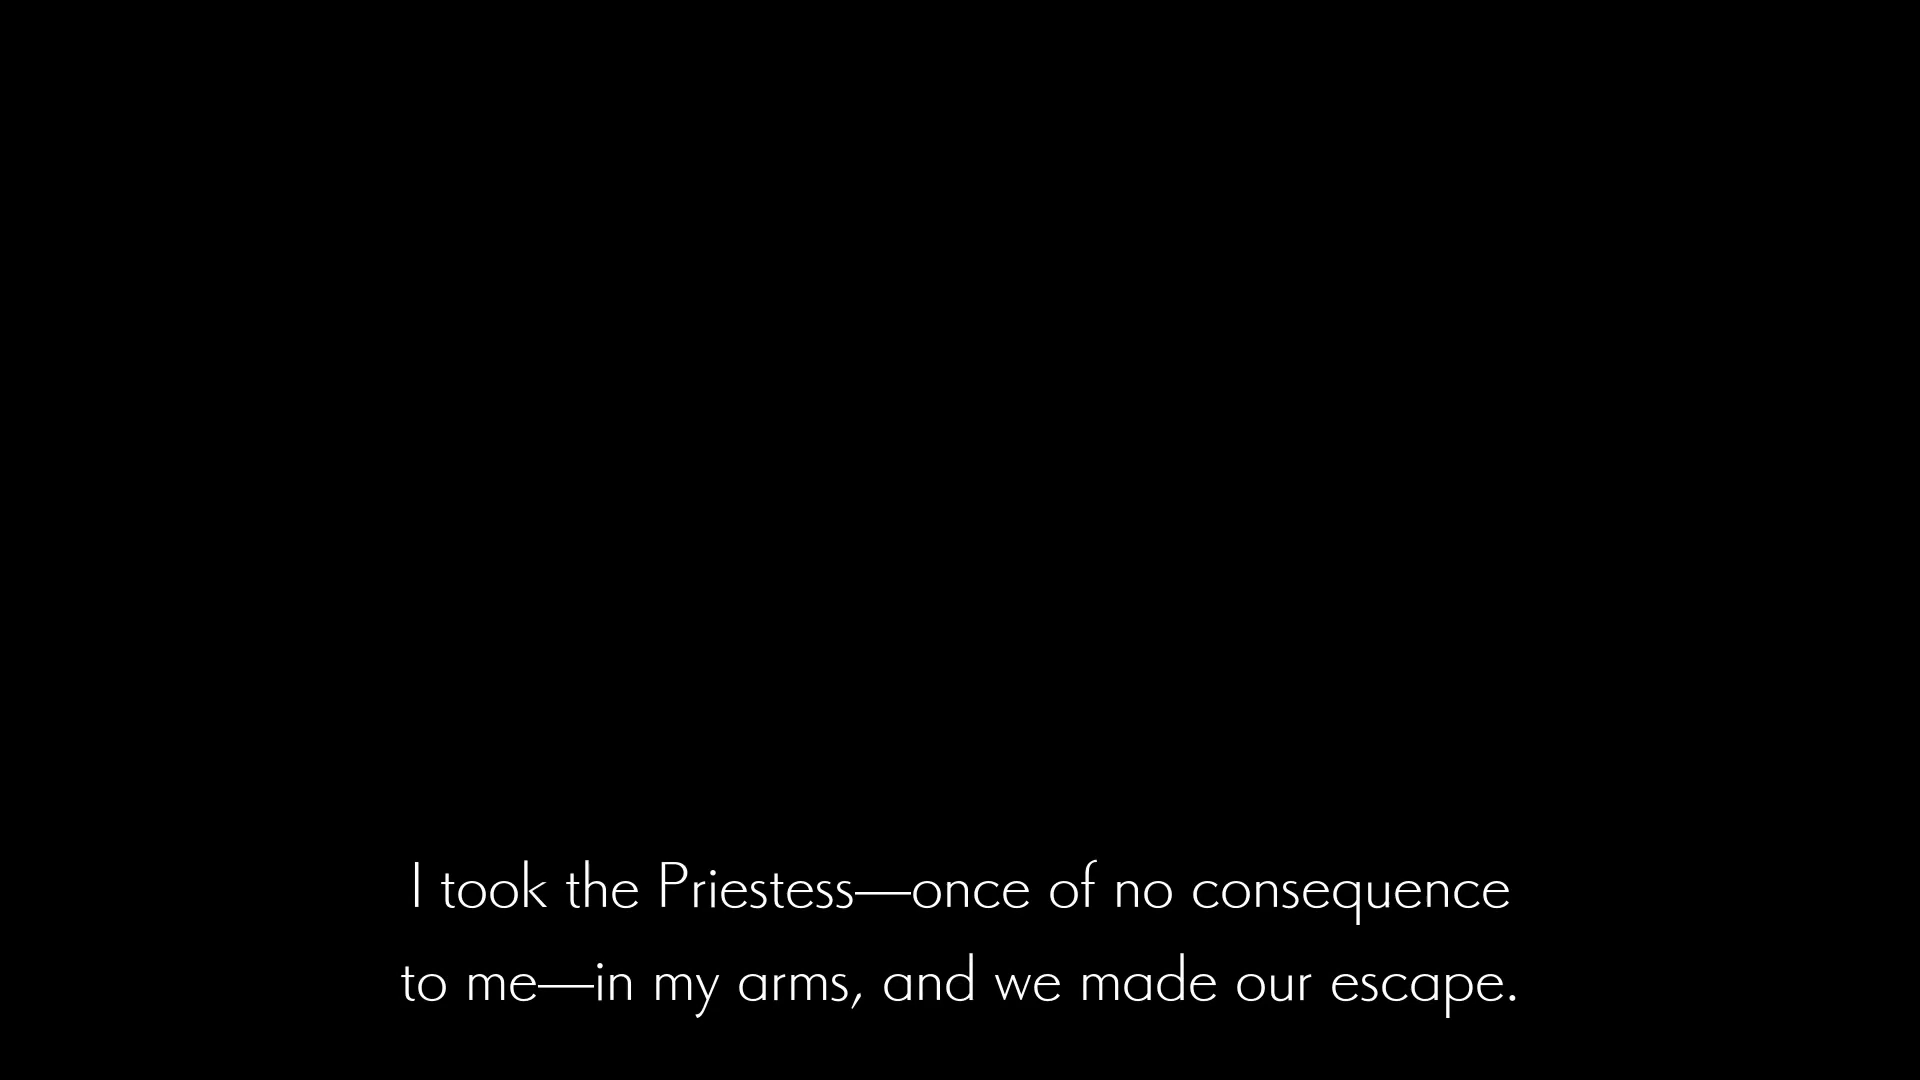 I took the Priestess—once of no consequence
to me—in my arms, and we made our escape.